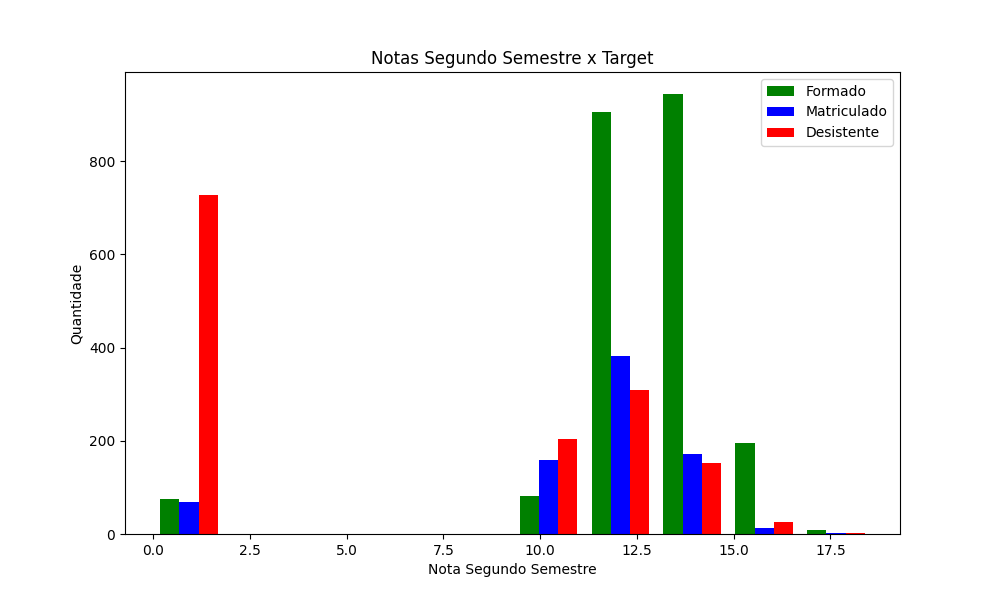 Notas Segundo Semestre x Target
Formado
Matriculado
Desistente
Quantidade
800
600
400
200
0
0.0 2.5 5.0 7.5 10.0 12.5 15.0 17.5
Nota Segundo Semestre